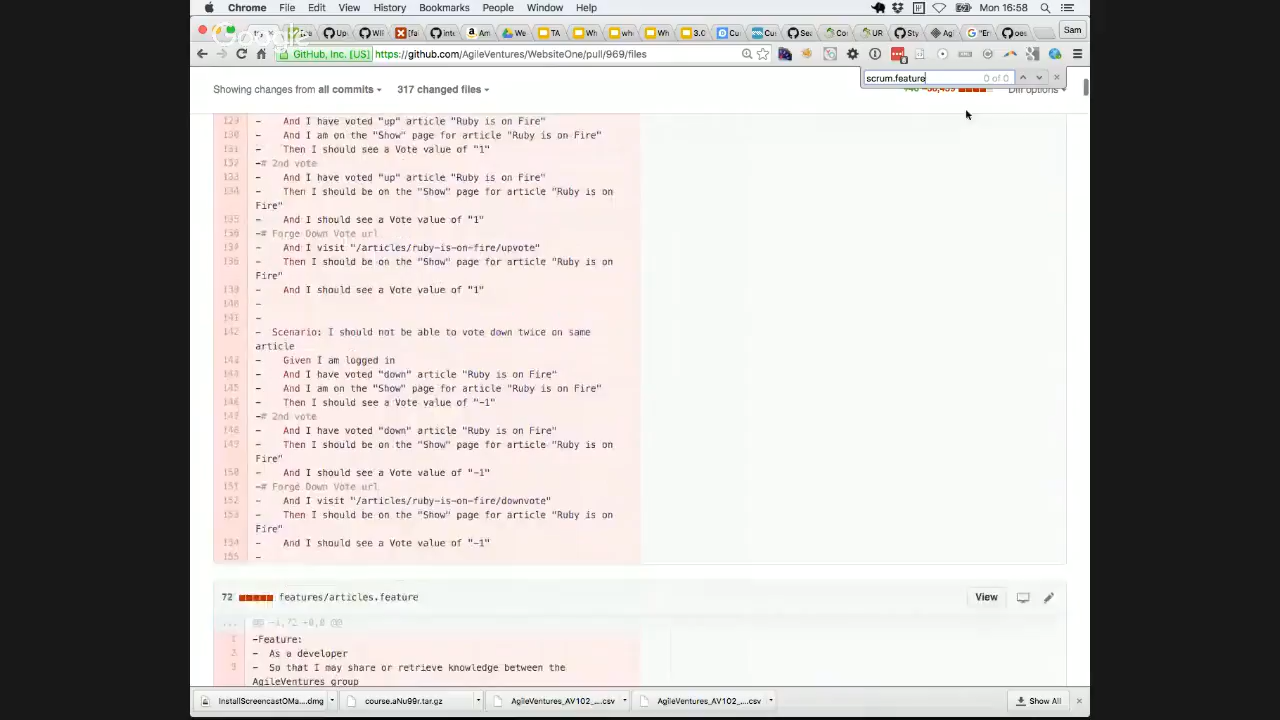 Chrome File Edit View History Bookmarks People Window Help Mon 16:58
Google
Sam
GitHub, Inc. [US] https://github.com/AgileVentures/WebsiteOne/pull/969/files
scrum.feature 0 of 0
Showing changes from all commits 317 changed files Diff options
129 - And I have voted "up" article "Ruby is on Fire"
130 - And I am on the "Show" page for article "Ruby is on Fire"
131 - Then I should see a Vote value of "1"
132 -# 2nd vote
133 - And I have voted "up" article "Ruby is on Fire"
134 - Then I should be on the "Show" page for article "Ruby is on
Fire"
135 - And I should see a Vote value of "1"
136 -# Forge Down Vote url
137 - And I visit "/articles/ruby-is-on-fire/upvote"
138 - Then I should be on the "Show" page for article "Ruby is on
Fire"
139 - And I should see a Vote value of "1"
140 -
141 -
142 - Scenario: I should not be able to vote down twice on same
article
143 - Given I am logged in
144 - And I have voted "down" article "Ruby is on Fire"
145 - And I am on the "Show" page for article "Ruby is on Fire"
146 - Then I should see a Vote value of "-1"
147 -# 2nd vote
148 - And I have voted "down" article "Ruby is on Fire"
149 - Then I should be on the "Show" page for article "Ruby is on
Fire"
150 - And I should see a Vote value of "-1"
151 -# Forge Down Vote url
152 - And I visit "/articles/ruby-is-on-fire/downvote"
153 - Then I should be on the "Show" page for article "Ruby is on
Fire"
154 - And I should see a Vote value of "-1"
155 -
72 features/articles.feature View
... @@ -1,72 +0,0 @@
1 -Feature:
2 - As a developer
3 - So that I may share or retrieve knowledge between the
AgileVentures group
InstallScreencastOMa....dmg course.aNu99r.tar.gz AgileVentures_AV102_....csv AgileVentures_AV102_....csv Show All